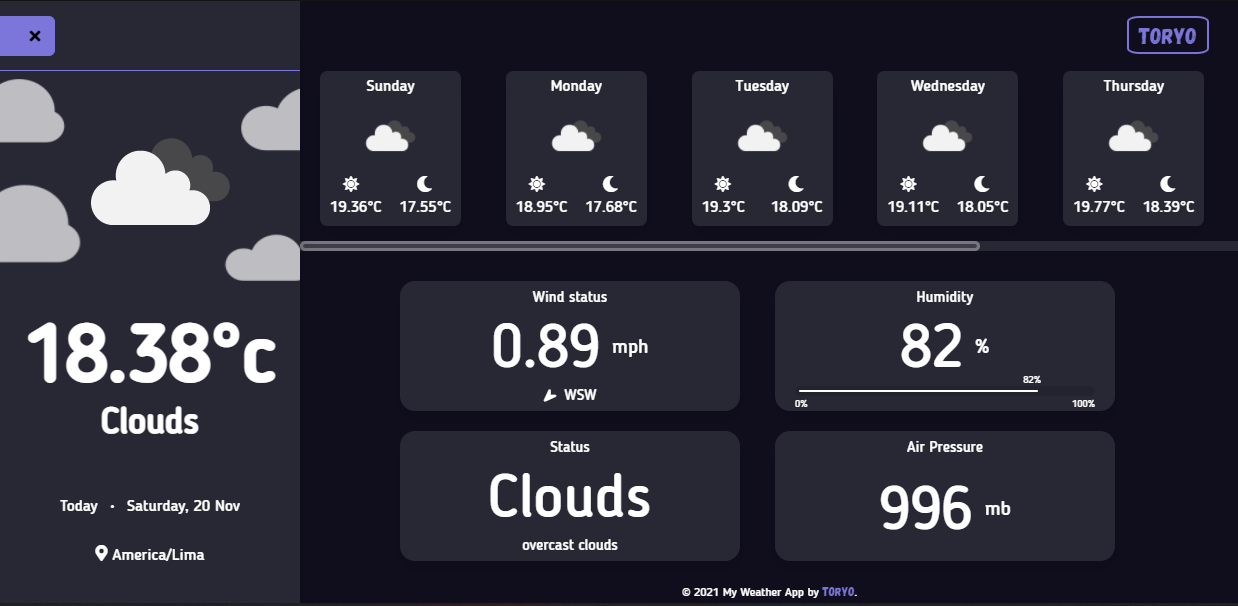 ×
TORYO
18.38°c
Clouds
Today • Saturday, 20 Nov
America/Lima
Sunday
19.36°C 17.55°C
Monday
18.95°C 17.68°C
Tuesday
19.3°C 18.09°C
Wednesday
19.11°C 18.05°C
Thursday
19.77°C 18.39°C
Wind status
0.89 mph
WSW
Humidity
82 %
82%
0% 100%
Status
Clouds
overcast clouds
Air Pressure
996 mb
© 2021 My Weather App by TORYO.